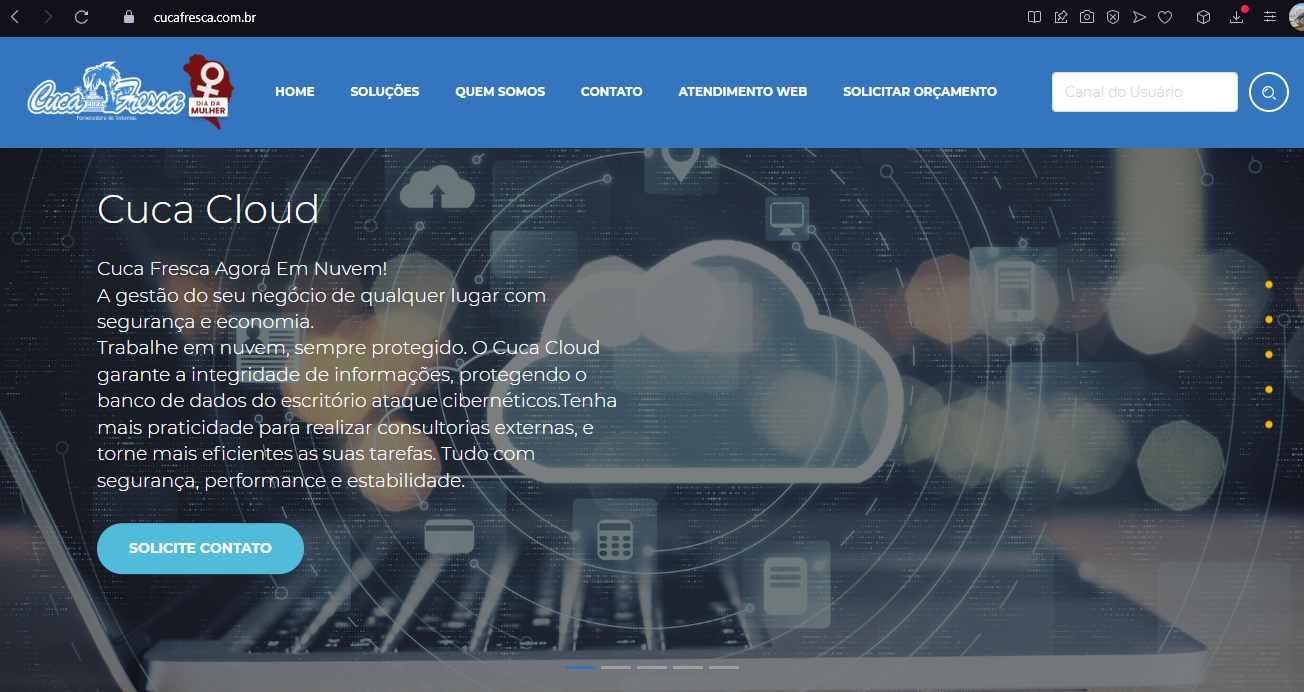 cucafresca.com.br
Cuca Fresca
Fornecedora de Sistemas
DIA DA
MULHER
HOME
SOLUÇÕES
QUEM SOMOS
CONTATO
ATENDIMENTO WEB
SOLICITAR ORÇAMENTO
Canal do Usuário
Cuca Cloud
Cuca Fresca Agora Em Nuvem!
A gestão do seu negócio de qualquer lugar com
segurança e economia.
Trabalhe em nuvem, sempre protegido. O Cuca Cloud
garante a integridade de informações, protegendo o
banco de dados do escritório ataque cibernéticos.Tenha
mais praticidade para realizar consultorias externas, e
torne mais eficientes as suas tarefas. Tudo com
segurança, performance e estabilidade.
SOLICITE CONTATO